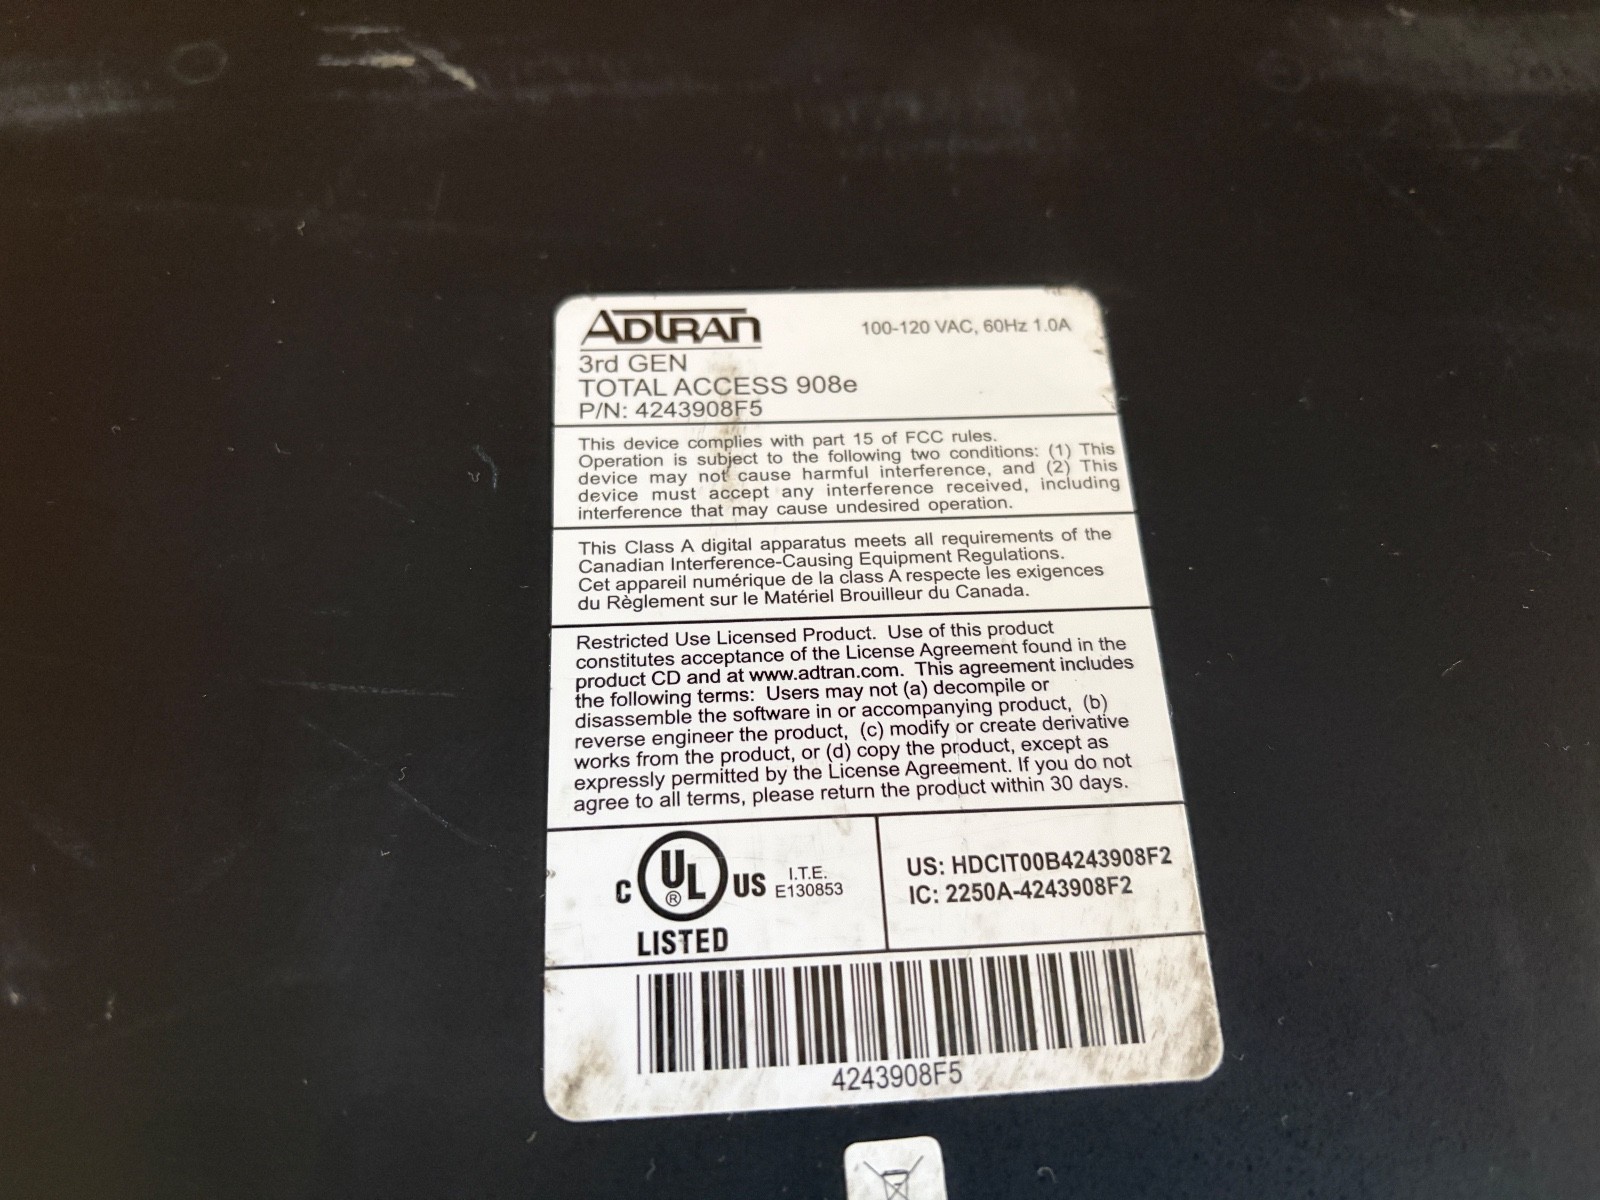 ADTRAN
100-120 VAC, 60Hz 1.0A
3rd GEN
TOTAL ACCESS 908e
P/N: 4243908F5
This device complies with part 15 of FCC rules.
Operation is subject to the following two conditions: (1) This
device may not cause harmful interference, and (2) This
device must accept any interference received, including
interference that may cause undesired operation.
This Class A digital apparatus meets all requirements of the
Canadian Interference-Causing Equipment Regulations.
Cet appareil numérique de la class A respecte les exigences
du Règlement sur le Matériel Brouilleur du Canada.
Restricted Use Licensed Product. Use of this product
constitutes acceptance of the License Agreement found in the
product CD and at www.adtran.com. This agreement includes
the following terms: Users may not (a) decompile or
disassemble the software in or accompanying product, (b)
reverse engineer the product, (c) modify or create derivative
works from the product, or (d) copy the product, except as
expressly permitted by the License Agreement. If you do not
agree to all terms, please return the product within 30 days.
C UL ® US
LISTED
I.T.E.
E130853
US: HDCIT00B4243908F2
IC: 2250A-4243908F2
4243908F5